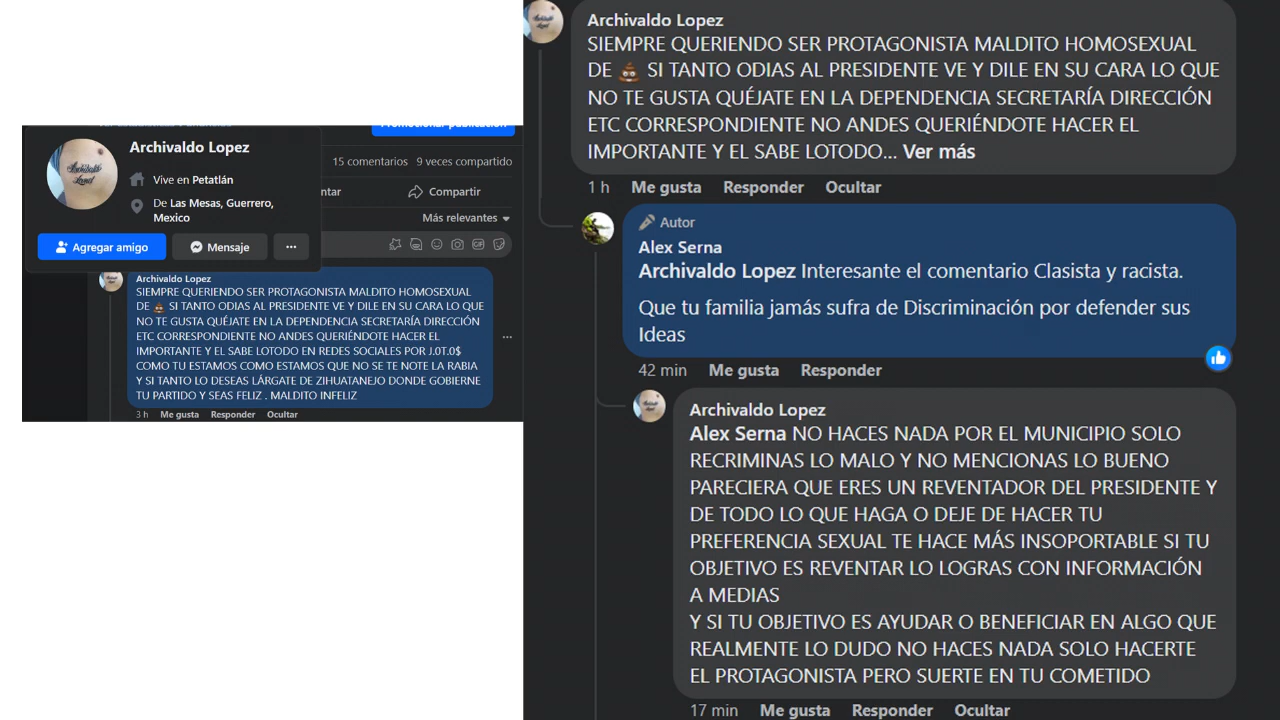 Archivaldo Lopez
Vive en Petatlán
De Las Mesas, Guerrero,
Mexico
Agregar amigo
Mensaje
Promocionar publicación
15 comentarios 9 veces compartido
ntar
Compartir
Más relevantes
GIF
Archivaldo Lopez
SIEMPRE QUERIENDO SER PROTAGONISTA MALDITO HOMOSEXUAL
DE 💩 SI TANTO ODIAS AL PRESIDENTE VE Y DILE EN SU CARA LO QUE
NO TE GUSTA QUÉJATE EN LA DEPENDENCIA SECRETARÍA DIRECCIÓN
ETC CORRESPONDIENTE NO ANDES QUERIÉNDOTE HACER EL
IMPORTANTE Y EL SABE LOTODO EN REDES SOCIALES POR J.0T.0$
COMO TU ESTAMOS COMO ESTAMOS QUE NO SE TE NOTE LA RABIA
Y SI TANTO LO DESEAS LÁRGATE DE ZIHUATANEJO DONDE GOBIERNE
TU PARTIDO Y SEAS FELIZ . MALDITO INFELIZ
3 h Me gusta Responder Ocultar
Archivaldo Lopez
SIEMPRE QUERIENDO SER PROTAGONISTA MALDITO HOMOSEXUAL
DE 💩 SI TANTO ODIAS AL PRESIDENTE VE Y DILE EN SU CARA LO QUE
NO TE GUSTA QUÉJATE EN LA DEPENDENCIA SECRETARÍA DIRECCIÓN
ETC CORRESPONDIENTE NO ANDES QUERIÉNDOTE HACER EL
IMPORTANTE Y EL SABE LOTODO... Ver más
1 h Me gusta Responder Ocultar
Autor
Alex Serna
Archivaldo Lopez Interesante el comentario Clasista y racista.
Que tu familia jamás sufra de Discriminación por defender sus
Ideas
42 min Me gusta Responder
Archivaldo Lopez
Alex Serna NO HACES NADA POR EL MUNICIPIO SOLO
RECRIMINAS LO MALO Y NO MENCIONAS LO BUENO
PARECIERA QUE ERES UN REVENTADOR DEL PRESIDENTE Y
DE TODO LO QUE HAGA O DEJE DE HACER TU
PREFERENCIA SEXUAL TE HACE MÁS INSOPORTABLE SI TU
OBJETIVO ES REVENTAR LO LOGRAS CON INFORMACIÓN
A MEDIAS
Y SI TU OBJETIVO ES AYUDAR O BENEFICIAR EN ALGO QUE
REALMENTE LO DUDO NO HACES NADA SOLO HACERTE
EL PROTAGONISTA PERO SUERTE EN TU COMETIDO
17 min Me gusta Responder Ocultar